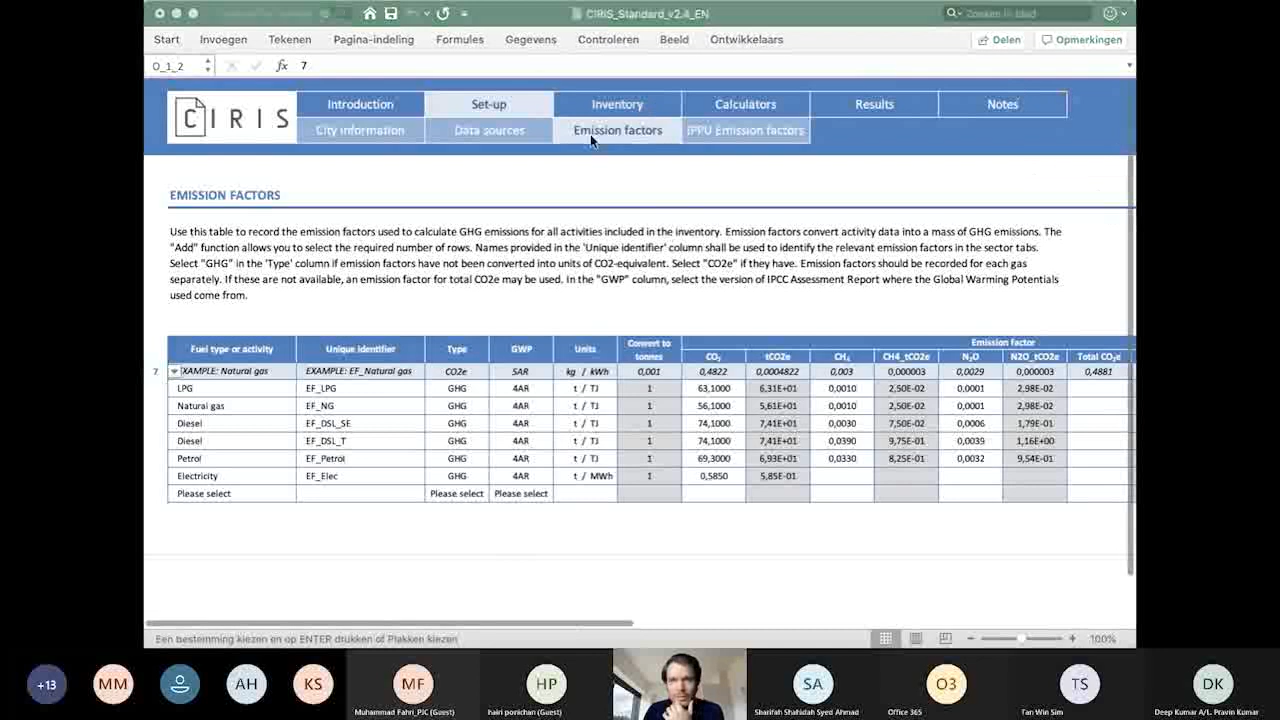 CIRIS_Standard_v2.4_EN
Zoeken in blad
Start Invoegen Tekenen Pagina-indeling Formules Gegevens Controleren Beeld Ontwikkelaars Delen Opmerkingen
O_1_2 fx 7
CIRIS Introduction Set-up Inventory Calculators Results Notes
City information Data sources Emission factors IPPU Emission factors
EMISSION FACTORS
Use this table to record the emission factors used to calculate GHG emissions for all activities included in the inventory. Emission factors convert activity data into a mass of GHG emissions. The
"Add" function allows you to select the required number of rows. Names provided in the 'Unique identifier' column shall be used to identify the relevant emission factors in the sector tabs.
Select "GHG" in the 'Type' column if emission factors have not been converted into units of CO2-equivalent. Select "CO2e" if they have. Emission factors should be recorded for each gas
separately. If these are not available, an emission factor for total CO2e may be used. In the "GWP" column, select the version of IPCC Assessment Report where the Global Warming Potentials
used come from.
Fuel type or activity Unique identifier Type GWP Units Convert to tonnes Emission factor
CO₂ tCO2e CH₄ CH4_tCO2e N₂O N2O_tCO2e Total CO₂e
7 XAMPLE: Natural gas EXAMPLE: EF_Natural gas CO2e SAR kg / kWh 0,001 0,4822 0,0004822 0,003 0,000003 0,0029 0,000003 0,4881
LPG EF_LPG GHG 4AR t / TJ 1 63,1000 6,31E+01 0,0010 2,50E-02 0,0001 2,98E-02
Natural gas EF_NG GHG 4AR t / TJ 1 56,1000 5,61E+01 0,0010 2,50E-02 0,0001 2,98E-02
Diesel EF_DSL_SE GHG 4AR t / TJ 1 74,1000 7,41E+01 0,0030 7,50E-02 0,0006 1,79E-01
Diesel EF_DSL_T GHG 4AR t / TJ 1 74,1000 7,41E+01 0,0390 9,75E-01 0,0039 1,16E+00
Petrol EF_Petrol GHG 4AR t / TJ 1 69,3000 6,93E+01 0,0330 8,25E-01 0,0032 9,54E-01
Electricity EF_Elec GHG 4AR t / MWh 1 0,5850 5,85E-01
Please select Please select Please select
Een bestemming kiezen en op ENTER drukken of Plakken kiezen 100%
+13 MM AH KS MF HP SA O3 TS DK
Muhammad Fahri_PJC (Guest) hairi ponichan (Guest) Sharifah Shahidah Syed Ahmad Office 365 Tan Win Sim Deep Kumar A/L. Pravin Kumar